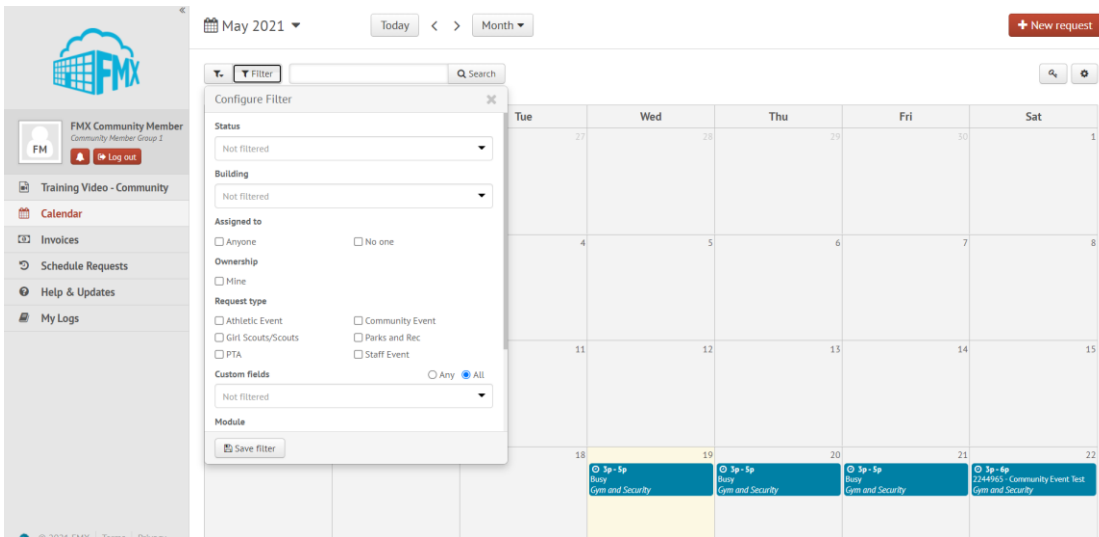 «
May 2021
Today
Month
New request
FMX
Filter
Search
FM
FMX Community Member
Community Member Group 1
Log out
Training Video - Community
Calendar
Invoices
Schedule Requests
Help & Updates
My Logs
© 2021 FMX | Terms | Privacy
Configure Filter
Status
Not filtered
Building
Not filtered
Assigned to
Anyone No one
Ownership
Mine
Request type
Athletic Event Community Event
Girl Scouts/Scouts Parks and Rec
PTA Staff Event
Custom fields Any All
Not filtered
Module
Save filter
Tue Wed Thu Fri Sat
27 28 29 30 1
4 5 6 7 8
11 12 13 14 15
18 19 20 21 22
3p - 5p 3p - 5p 3p - 5p 3p - 6p
Busy Busy Busy 2244965 - Community Event Test
Gym and Security Gym and Security Gym and Security Gym and Security